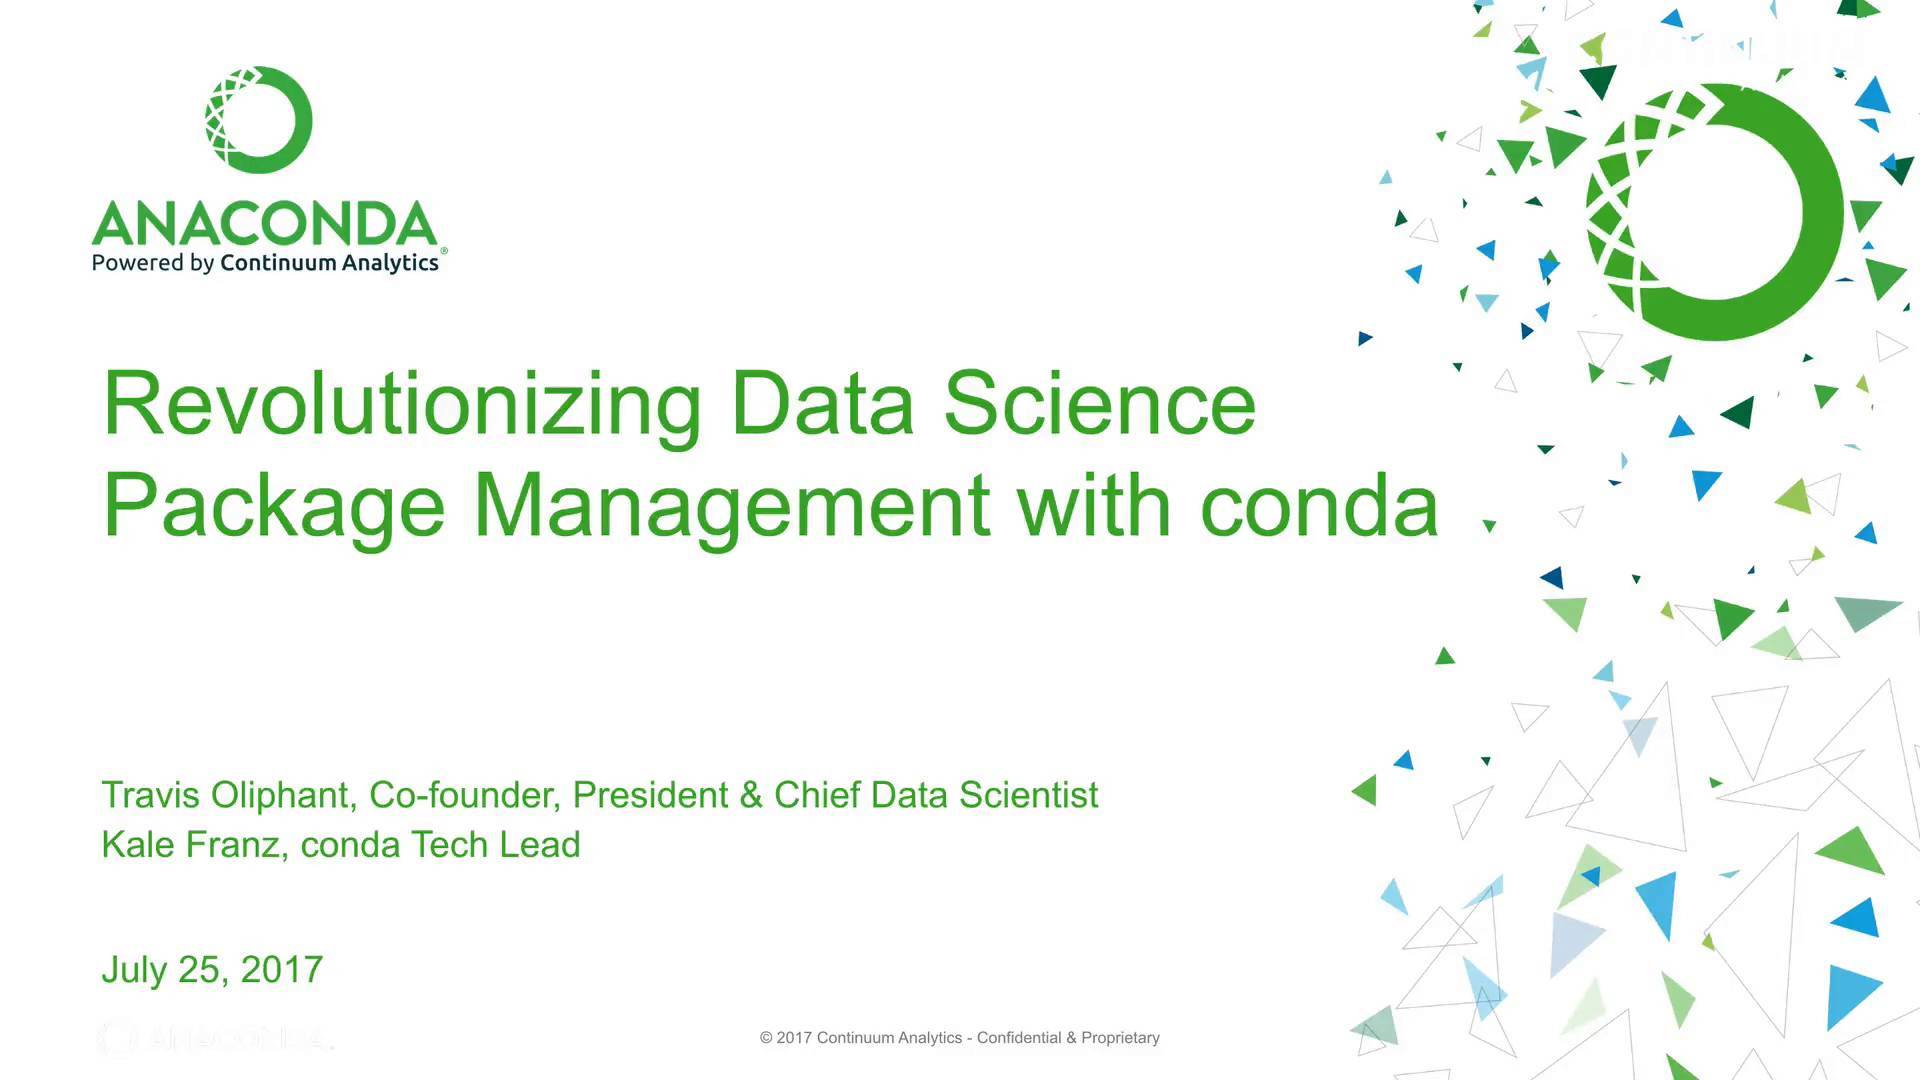 ANACONDA
Powered by Continuum Analytics®
Revolutionizing Data Science
Package Management with conda
Travis Oliphant, Co-founder, President & Chief Data Scientist
Kale Franz, conda Tech Lead
July 25, 2017
ANACONDA.
© 2017 Continuum Analytics - Confidential & Proprietary